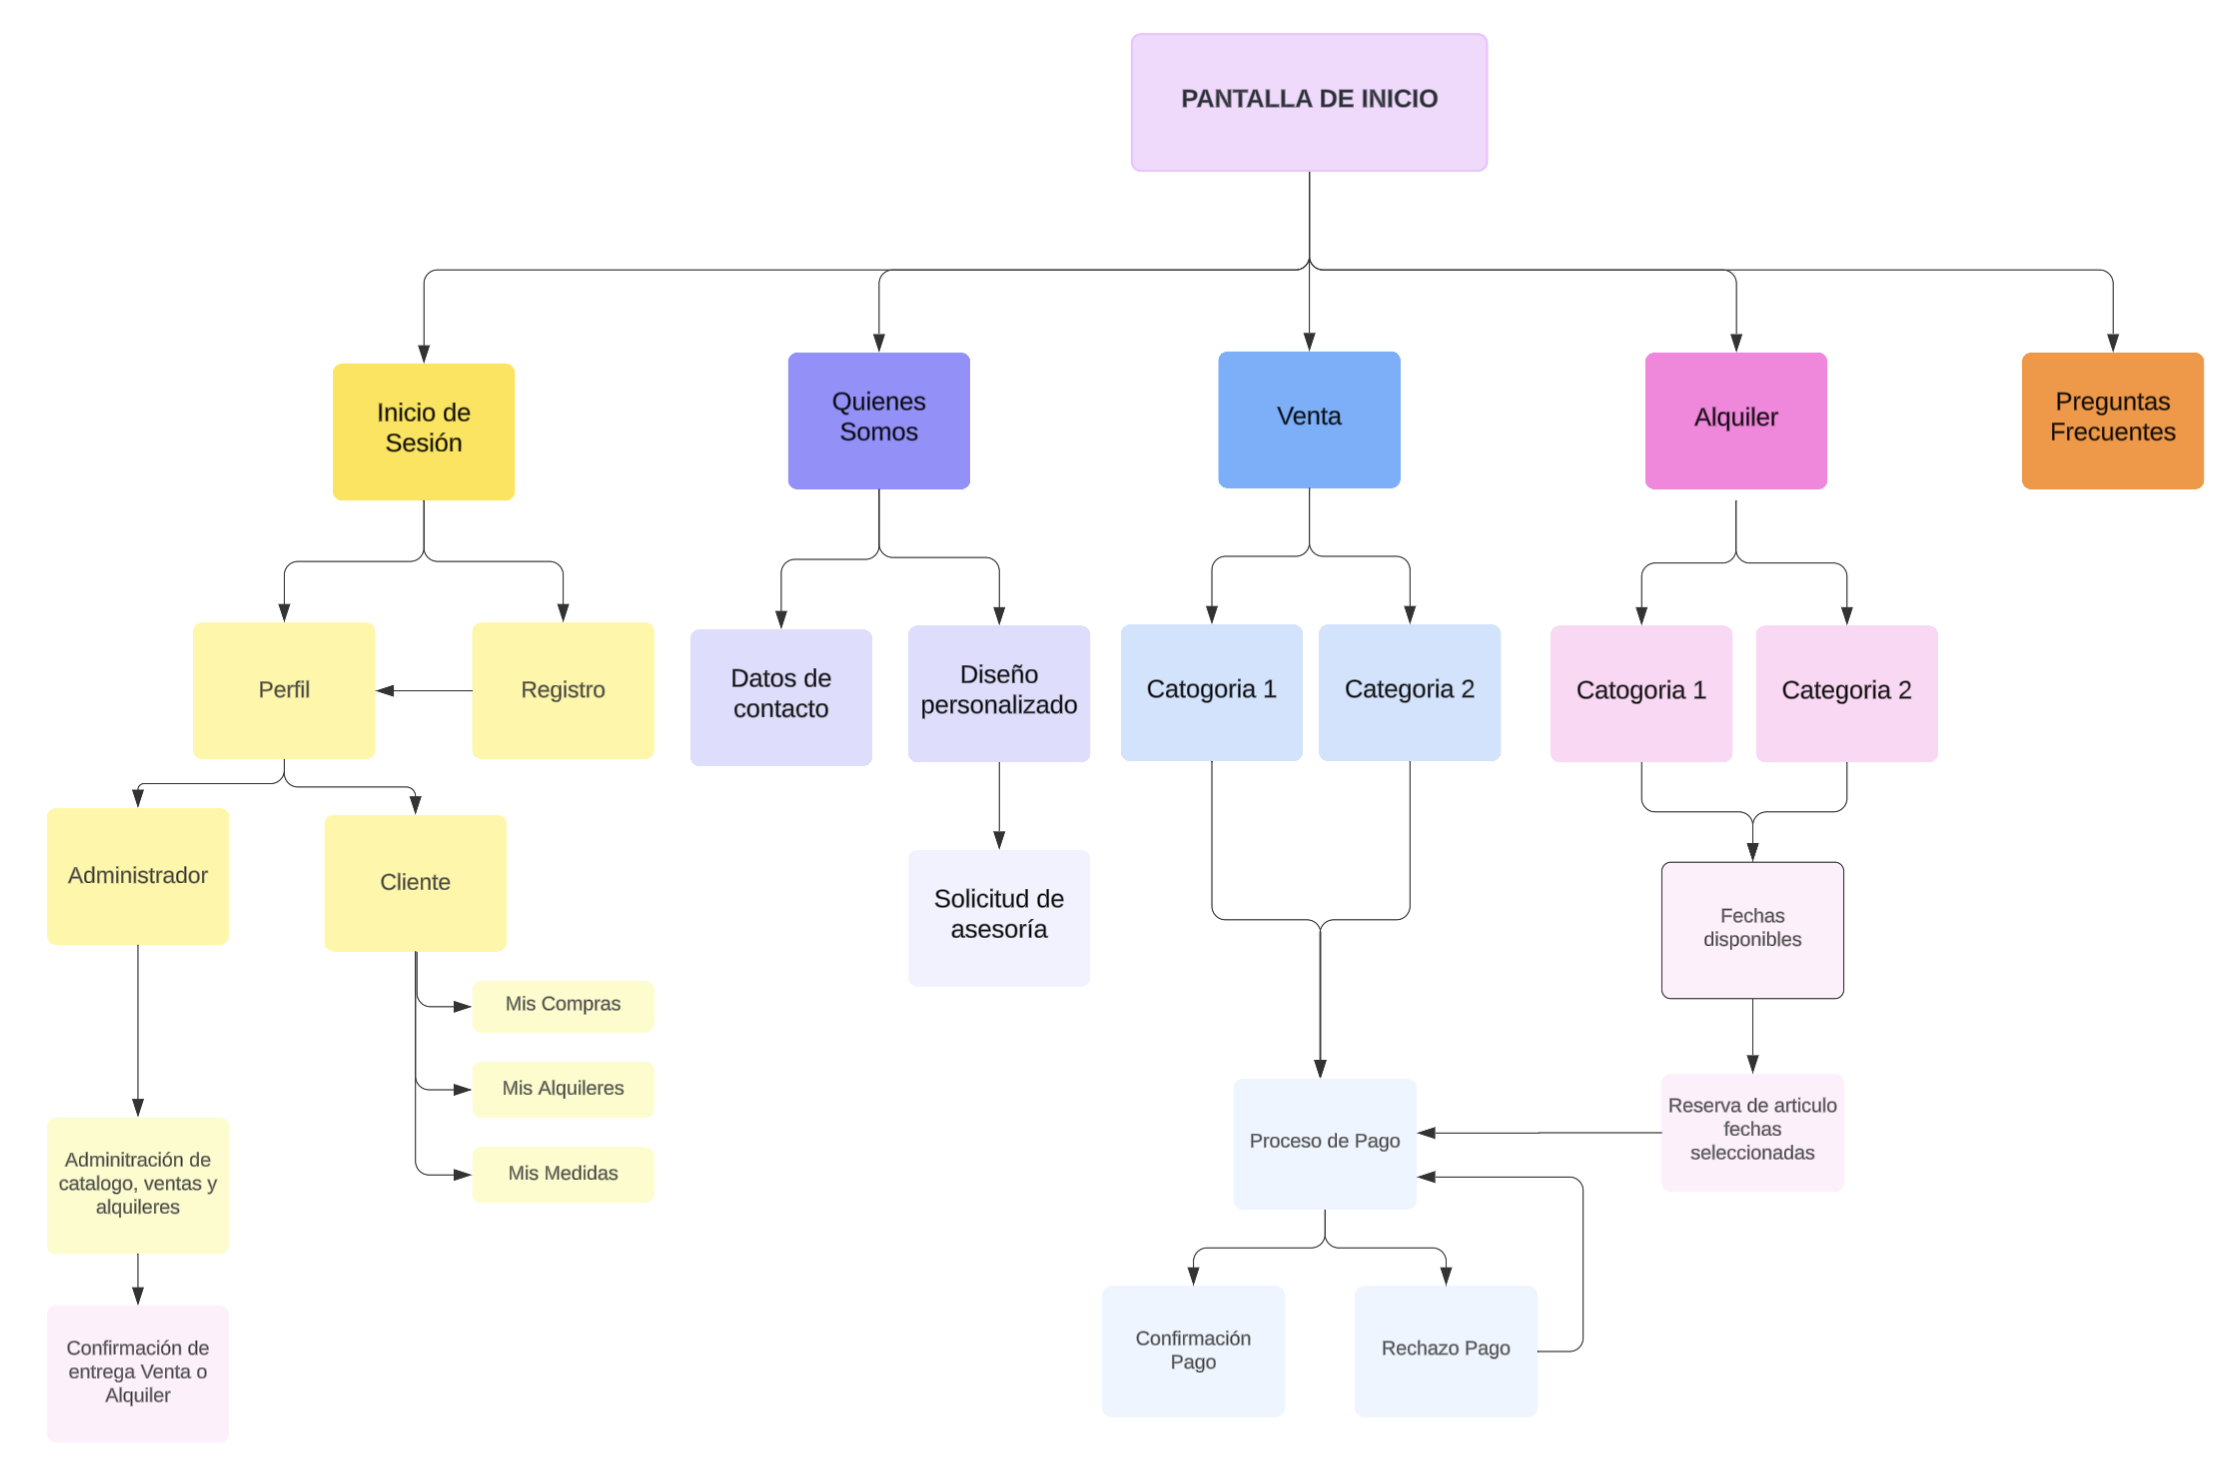 PANTALLA DE INICIO
Inicio de
Sesión
Quienes
Somos
Venta
Alquiler
Preguntas
Frecuentes
Perfil
Registro
Datos de
contacto
Diseño
personalizado
Catogoria 1
Categoria 2
Catogoria 1
Categoria 2
Administrador
Cliente
Solicitud de
asesoría
Fechas
disponibles
Mis Compras
Mis Alquileres
Mis Medidas
Proceso de Pago
Reserva de articulo
fechas
seleccionadas
Adminitración de
catalogo, ventas y
alquileres
Confirmación de
entrega Venta o
Alquiler
Confirmación
Pago
Rechazo Pago